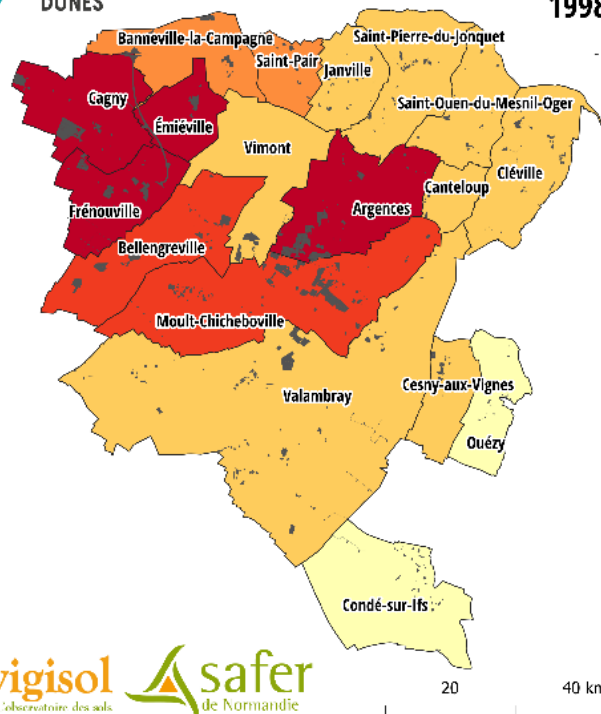 DUNES
1998
Banneville-la-Campagne
Saint-Pierre-du-Jonquet
Saint-Pair
Janville
Cagny
Saint-Ouen-du-Mesnil-Oger
Émiéville
Vimont
Cléville
Canteloup
Frénouville
Argences
Bellengreville
Moult-Chicheboville
Cesny-aux-Vignes
Valambray
Ouézy
Condé-sur-Ifs
vigisol
l'observatoire des sols
safer
de Normandie
20
40 km